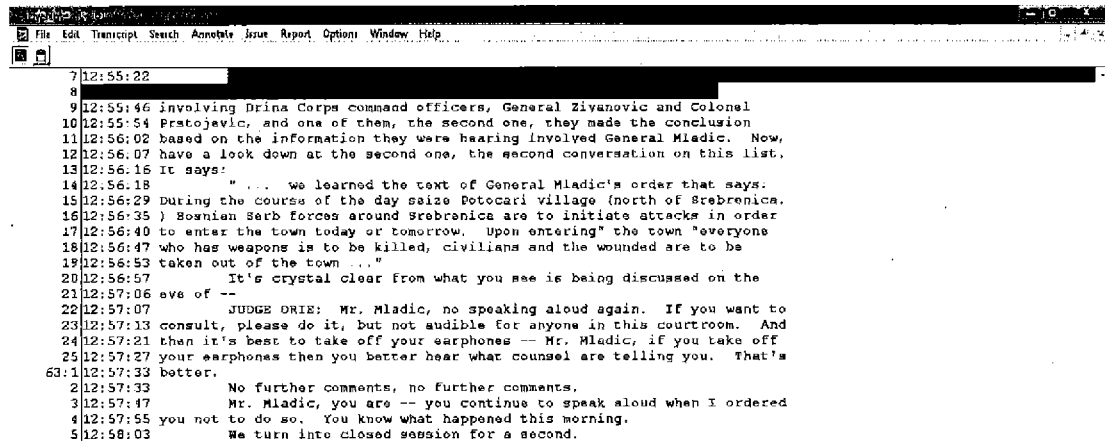 File Edit Transcript Search Annotate Issue Report Options Window Help
7 12:55:22
8
9 12:55:46 involving Drina Corps command officers, General Zivanovic and Colonel
10 12:55:54 Prstojevic, and one of them, the second one, they made the conclusion
11 12:56:02 based on the information they were hearing involved General Mladic. Now,
12 12:56:07 have a look down at the second one, the second conversation on this list,
13 12:56:16 It says:
14 12:56:18 " ... we learned the text of General Mladic's order that says:
15 12:56:29 During the course of the day seize Potocari village (north of Srebrenica,
16 12:56:35 ) Bosnian Serb forces around Srebrenica are to initiate attacks in order
17 12:56:40 to enter the town today or tomorrow. Upon entering" the town "everyone
18 12:56:47 who has weapons is to be killed, civilians and the wounded are to be
19 12:56:53 taken out of the town ..."
20 12:56:57 It's crystal clear from what you see is being discussed on the
21 12:57:06 eve of --
22 12:57:07 JUDGE ORIE: Mr. Mladic, no speaking aloud again. If you want to
23 12:57:13 consult, please do it, but not audible for anyone in this courtroom. And
24 12:57:21 then it's best to take off your earphones -- Mr. Mladic, if you take off
25 12:57:27 your earphones then you better hear what counsel are telling you. That's
63:1 12:57:33 better.
2 12:57:33 No further comments, no further comments.
3 12:57:47 Mr. Mladic, you are -- you continue to speak aloud when I ordered
4 12:57:55 you not to do so. You know what happened this morning.
5 12:58:03 We turn into closed session for a second.